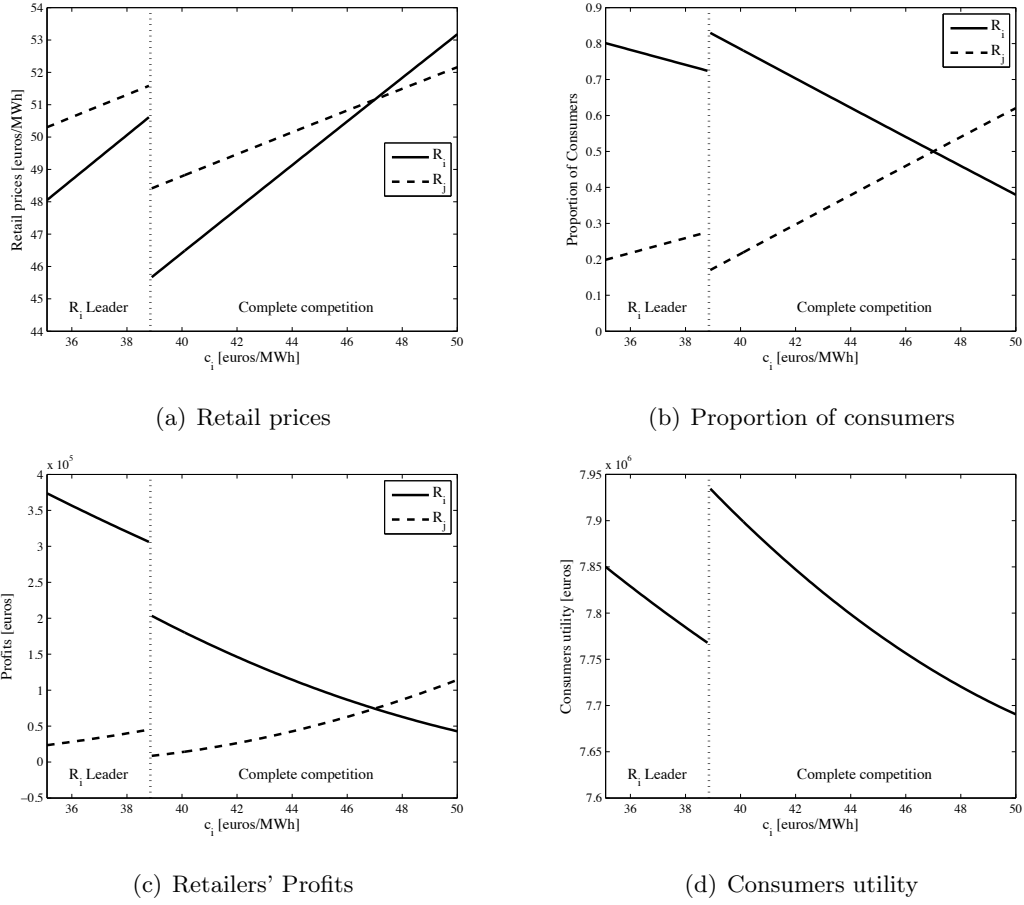 54
53
52
51
50
49
48
47
46
45
44
Retail prices [euros/MWh]
R_i
R_j
R_i Leader
Complete competition
36 38 40 42 44 46 48 50
c_i [euros/MWh]
(a) Retail prices
0.9
0.8
0.7
0.6
0.5
0.4
0.3
0.2
0.1
0
Proportion of Consumers
R_i
R_j
R_i Leader
Complete competition
36 38 40 42 44 46 48 50
c_i [euros/MWh]
(b) Proportion of consumers
x 10^5
4
3.5
3
2.5
2
1.5
1
0.5
0
−0.5
Profits [euros]
R_i
R_j
R_i Leader
Complete competition
36 38 40 42 44 46 48 50
c_i [euros/MWh]
(c) Retailers' Profits
x 10^6
7.95
7.9
7.85
7.8
7.75
7.7
7.65
7.6
Consumers utility [euros]
R_i Leader
Complete competition
36 38 40 42 44 46 48 50
c_i [euros/MWh]
(d) Consumers utility